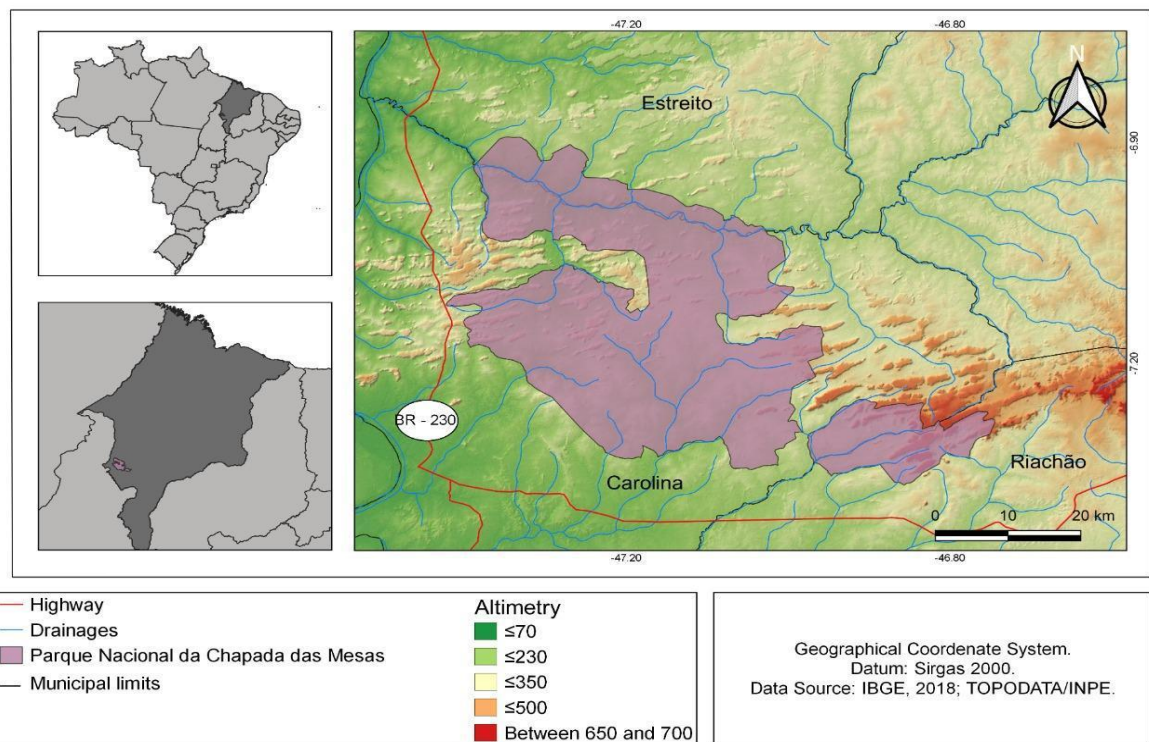 -47.20
-46.80
N
Estreito
-6.90
-7.20
BR - 230
Riachão
Carolina
0 10 20 km
-47.20
-46.80
Highway
Drainages
Parque Nacional da Chapada das Mesas
Municipal limits
Altimetry
≤70
≤230
≤350
≤500
Between 650 and 700
Geographical Coordenate System.
Datum: Sirgas 2000.
Data Source: IBGE, 2018; TOPODATA/INPE.